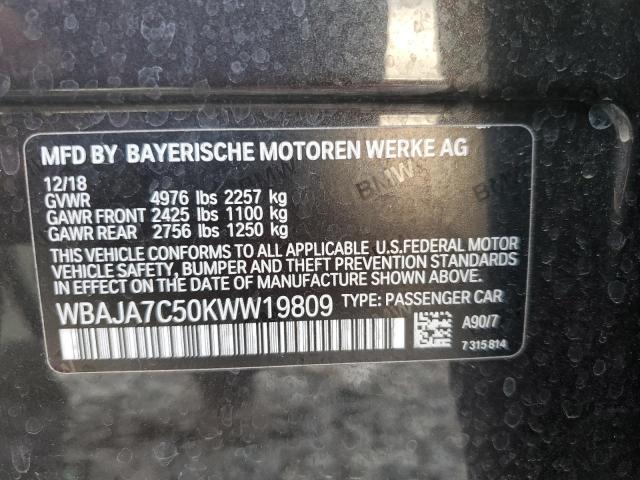 MFD BY BAYERISCHE MOTOREN WERKE AG
12/18
GVWR 4976 lbs 2257 kg
GAWR FRONT 2425 lbs 1100 kg
GAWR REAR 2756 lbs 1250 kg
THIS VEHICLE CONFORMS TO ALL APPLICABLE U.S.FEDERAL MOTOR
VEHICLE SAFETY, BUMPER AND THEFT PREVENTION STANDARDS
IN EFFECT ON THE DATE OF MANUFACTURE SHOWN ABOVE.
WBAJA7C50KWW19809 TYPE: PASSENGER CAR
A90/7
7 315 814
BMW
BMW